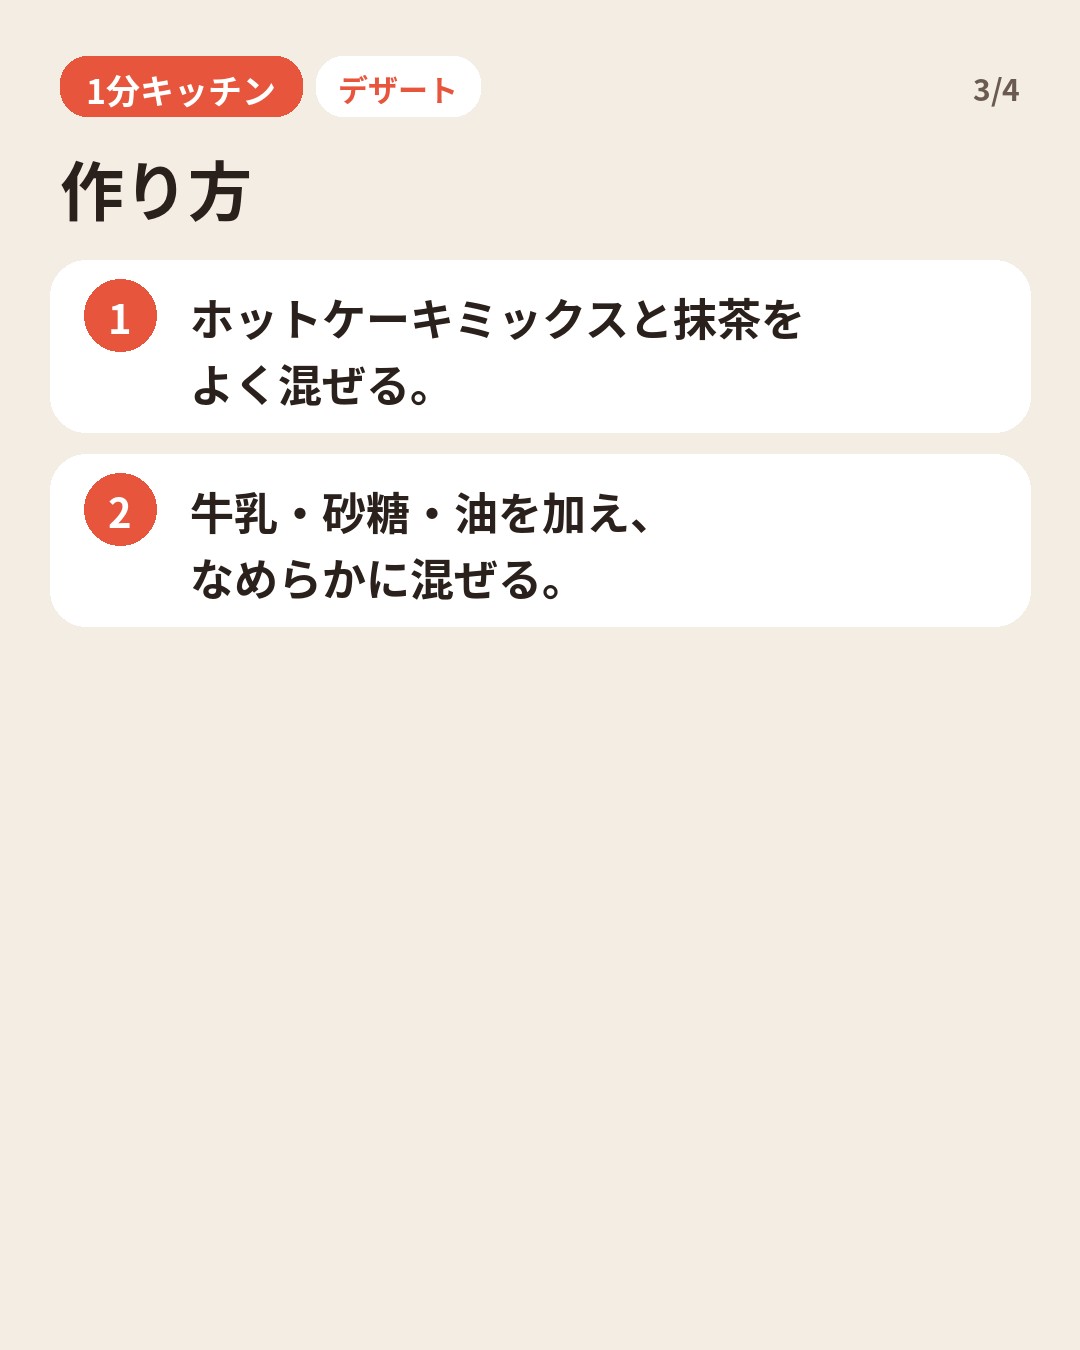 1分キッチン
デザート
3/4
作り方
1
ホットケーキミックスと抹茶を
よく混ぜる。
2
牛乳・砂糖・油を加え、
なめらかに混ぜる。